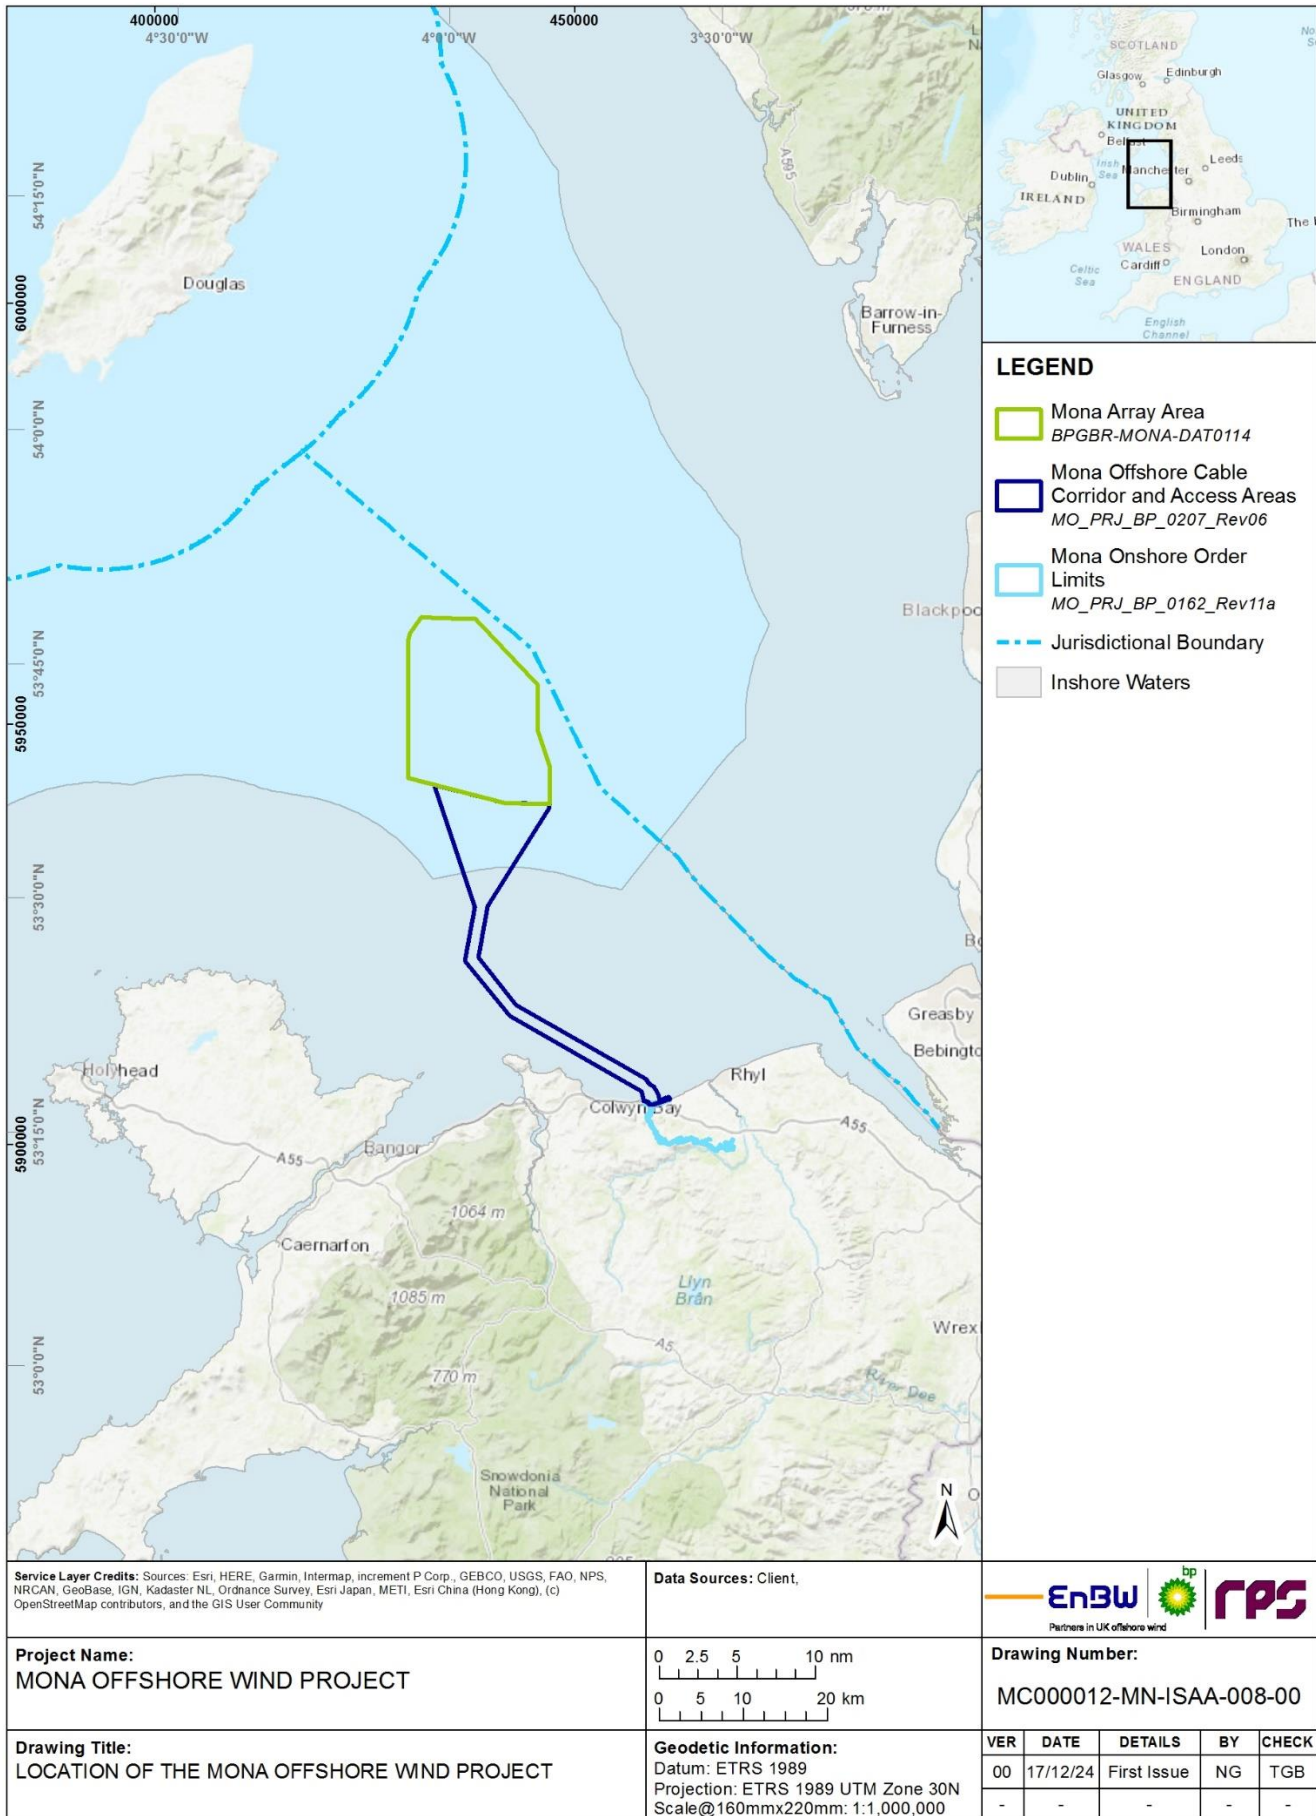 400000
450000
4°30'0"W
4°0'0"W
3°30'0"W
54°15'0"N
6000000
54°0'0"N
53°45'0"N
5950000
53°30'0"N
5900000
53°15'0"N
53°0'0"N
A595
Douglas
Barrow-in-
Furness
Blackpoo
Greasby
Bebingto
Holyhead
Rhyl
Colwyn Bay
A55
Bangor
A55
1064 m
Caernarfon
1085 m
Llyn
Brân
A5
Wrex
770 m
River Dee
Snowdonia
National
Park
N
SCOTLAND
Glasgow
Edinburgh
UNITED
KINGDOM
Belfast
Irish
Sea
Manchester
Leeds
Dublin
IRELAND
Birmingham
The
WALES
London
Cardiff
Celtic
Sea
ENGLAND
English
Channel
LEGEND
Mona Array Area
BPGBR-MONA-DAT0114
Mona Offshore Cable
Corridor and Access Areas
MO_PRJ_BP_0207_Rev06
Mona Onshore Order
Limits
MO_PRJ_BP_0162_Rev11a
Jurisdictional Boundary
Inshore Waters
Service Layer Credits: Sources: Esri, HERE, Garmin, Intermap, increment P Corp., GEBCO, USGS, FAO, NPS,
NRCAN, GeoBase, IGN, Kadaster NL, Ordnance Survey, Esri Japan, METI, Esri China (Hong Kong), (c)
OpenStreetMap contributors, and the GIS User Community
Data Sources: Client,
EnBW
bp
rps
Partners in UK offshore wind
Project Name:
MONA OFFSHORE WIND PROJECT
0 2.5 5 10 nm
0 5 10 20 km
Drawing Number:
MC000012-MN-ISAA-008-00
Drawing Title:
LOCATION OF THE MONA OFFSHORE WIND PROJECT
Geodetic Information:
Datum: ETRS 1989
Projection: ETRS 1989 UTM Zone 30N
Scale@160mmx220mm: 1:1,000,000
VER DATE DETAILS BY CHECK
00 17/12/24 First Issue NG TGB
- - - - -